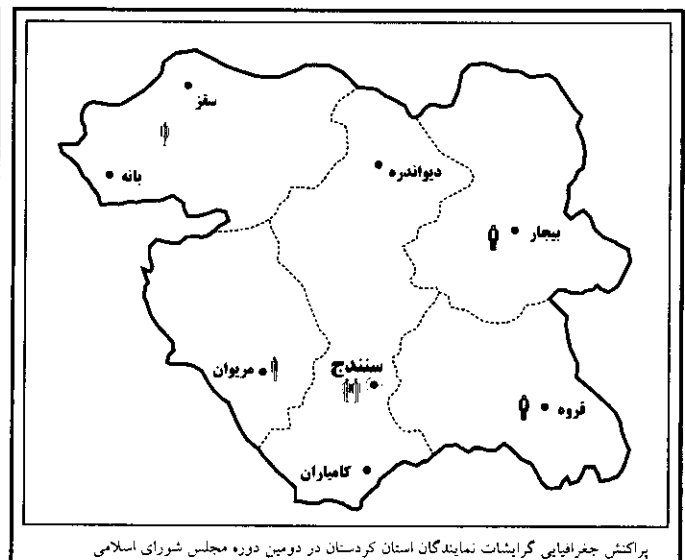 سقز
بانه
دیواندره
بیجار
مریوان
سنندج
قروه
کامیاران
پراکنش جغرافیایی گرایشات نمایندگان استان کردستان در دومین دوره مجلس شورای اسلامی